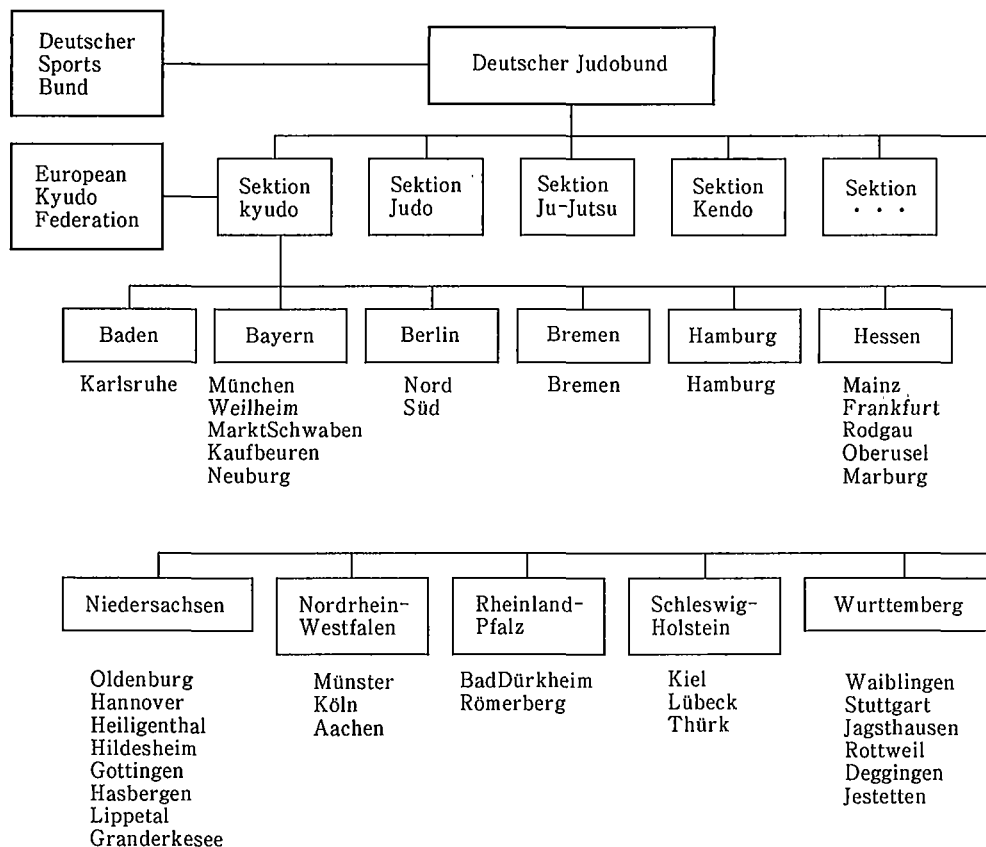 Deutscher
Sports
Bund
Deutscher Judobund
European
Kyudo
Federation
Sektion
kyudo
Sektion
Judo
Sektion
Ju-Jutsu
Sektion
Kendo
Sektion
・・・
Baden
Karlsruhe
Bayern
München
Weilheim
MarktSchwaben
Kaufbeuren
Neuburg
Berlin
Nord
Süd
Bremen
Bremen
Hamburg
Hamburg
Hessen
Mainz
Frankfurt
Rodgau
Oberusel
Marburg
Niedersachsen
Oldenburg
Hannover
Heiligenthal
Hildesheim
Gottingen
Hasbergen
Lippetal
Granderkesee
Nordrhein-
Westfalen
Münster
Köln
Aachen
Rheinland-
Pfalz
BadDürkheim
Römerberg
Schleswig-
Holstein
Kiel
Lübeck
Thürk
Wurttemberg
Waiblingen
Stuttgart
Jagsthausen
Rottweil
Deggingen
Jestetten